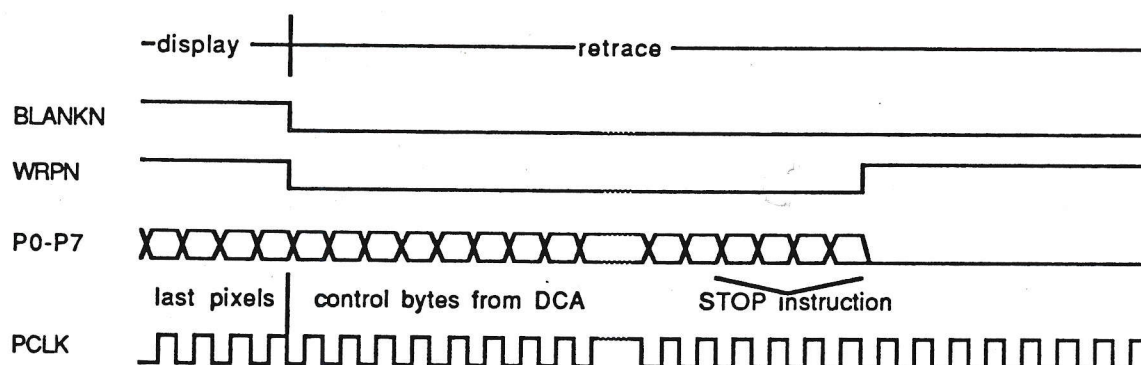 display
retrace
BLANKN
WRPN
P0-P7
last pixels
control bytes from DCA
STOP instruction
PCLK